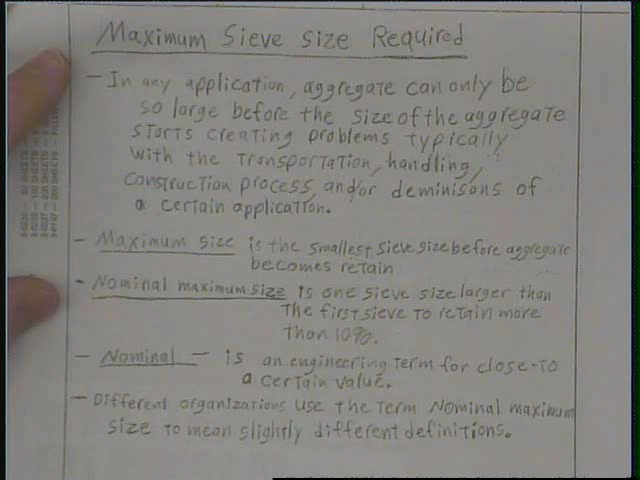 Maximum Sieve size Required
- In any application, aggregate can only be
so large before the size of the aggregate
starts creating problems typically
with the transportation, handling,
construction process, and/or deminisons of
a certain application.
- Maximum size is the smallest sieve size before aggregate
becomes retain
- Nominal maximum size is one sieve size larger than
the first sieve to retain more
than 10%.
- Nominal - is an engineering term for close-to
a certain value.
- Different organizations use the term Nominal maximum
size to mean slightly different definitions.